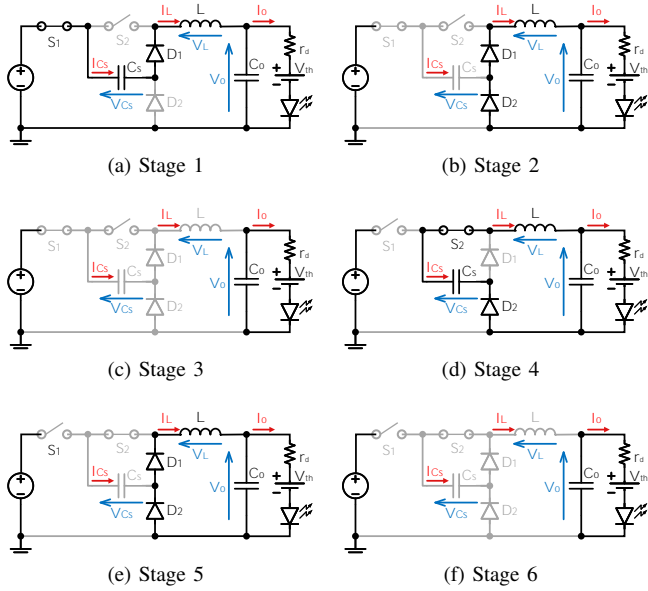 S1 S2 IL L Io
VL
D1
ICs Cs
VCs
D2
Vo
Co
rd
Vth
(a) Stage 1
S1 S2 IL L Io
VL
D1
ICs Cs
VCs
D2
Vo
Co
rd
Vth
(b) Stage 2
S1 S2 IL L Io
VL
D1
ICs Cs
VCs
D2
Vo
Co
rd
Vth
(c) Stage 3
S1 S2 IL L Io
VL
D1
ICs Cs
VCs
D2
Vo
Co
rd
Vth
(d) Stage 4
S1 S2 IL L Io
VL
D1
ICs Cs
VCs
D2
Vo
Co
rd
Vth
(e) Stage 5
S1 S2 IL L Io
VL
D1
ICs Cs
VCs
D2
Vo
Co
rd
Vth
(f) Stage 6